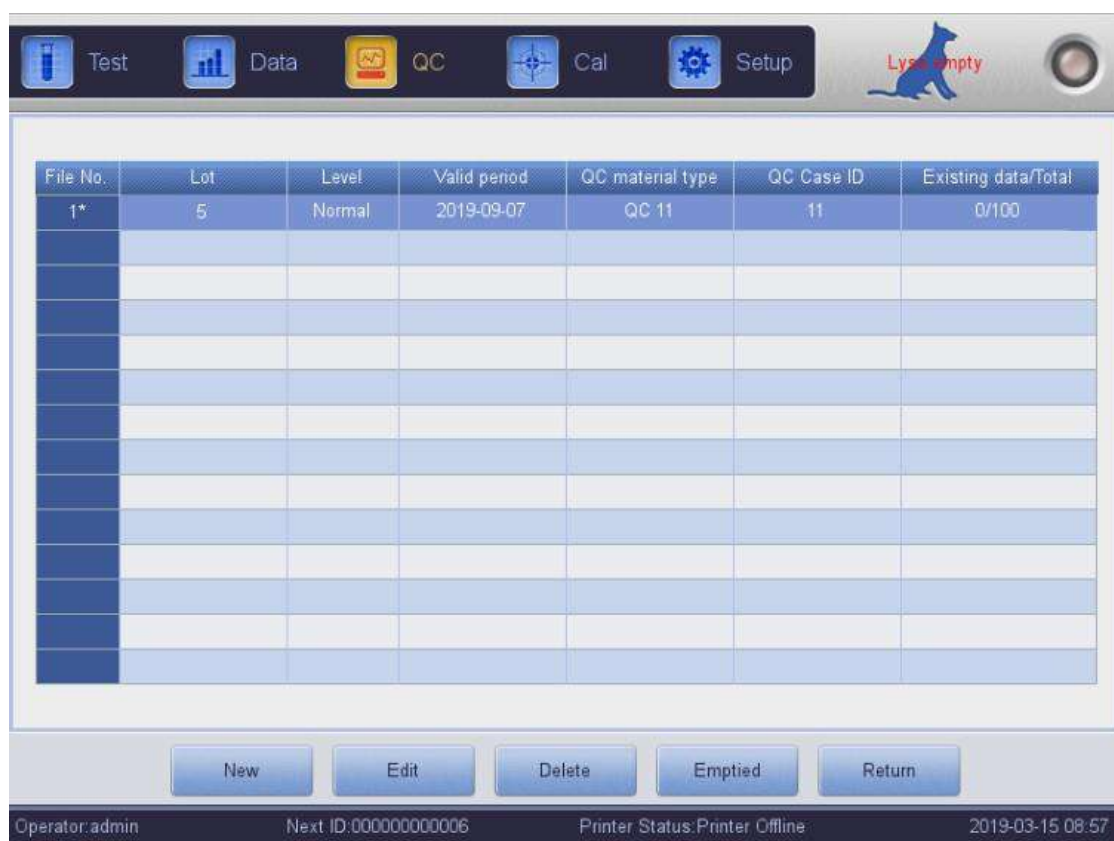 Test Data QC Cal Setup Lyse empty
File No. Lot Level Valid period QC material type QC Case ID Existing data/Total
1* 5 Normal 2019-09-07 QC 11 11 0/100
New Edit Delete Emptied Return
Operator:admin Next ID:000000000006 Printer Status:Printer Offline 2019-03-15 08:57